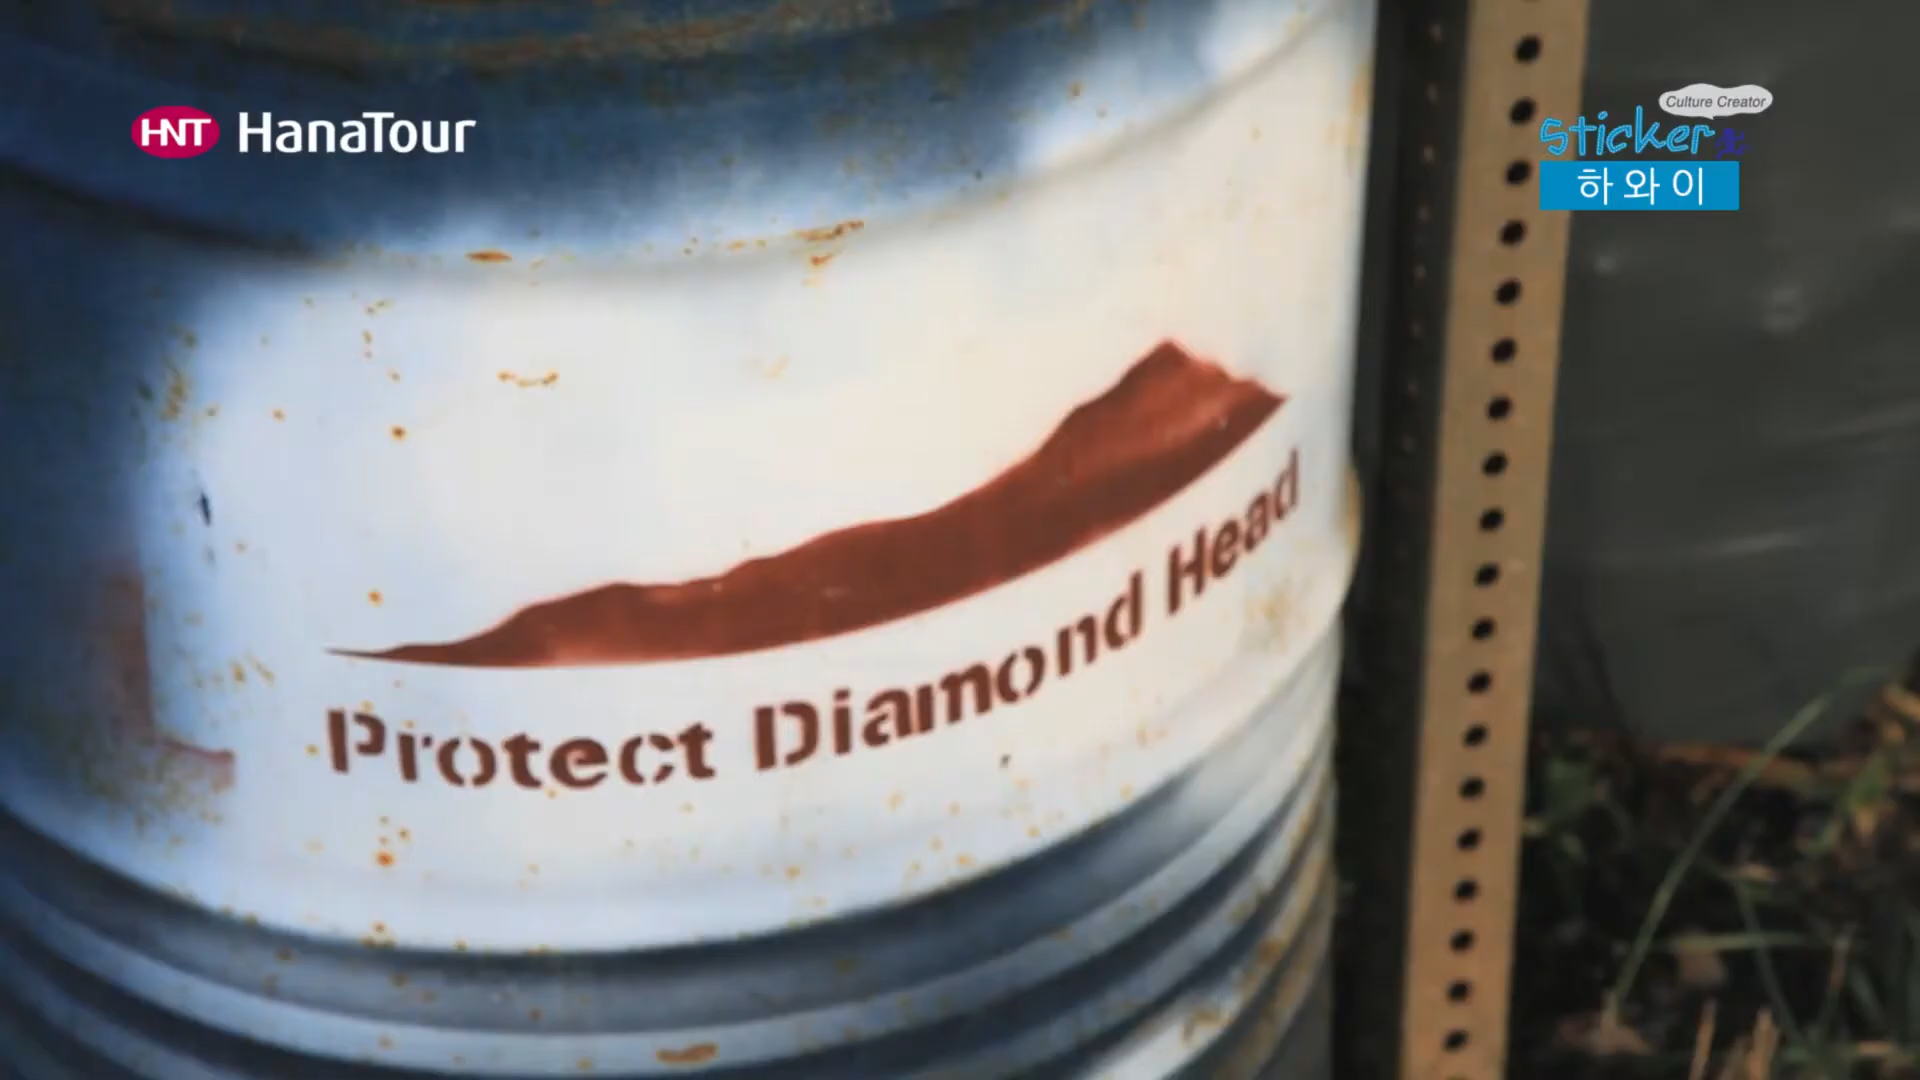 HNT HanaTour
Culture Creator
Sticker
하와이
Protect Diamond Head